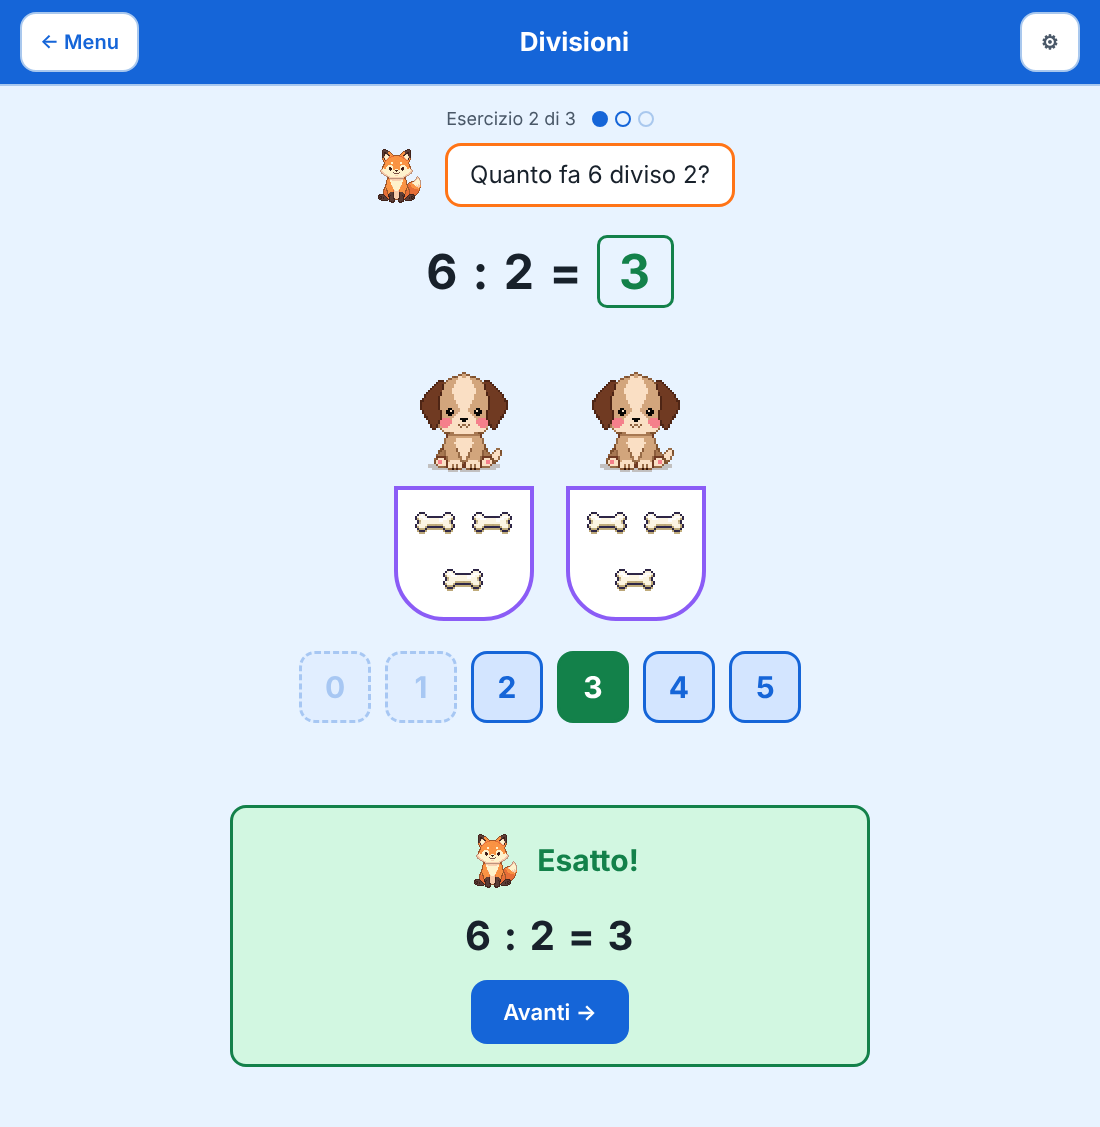 ← Menu
Divisioni
⚙
Esercizio 2 di 3
Quanto fa 6 diviso 2?
6 : 2 = 3
0 1 2 3 4 5
Esatto!
6 : 2 = 3
Avanti →